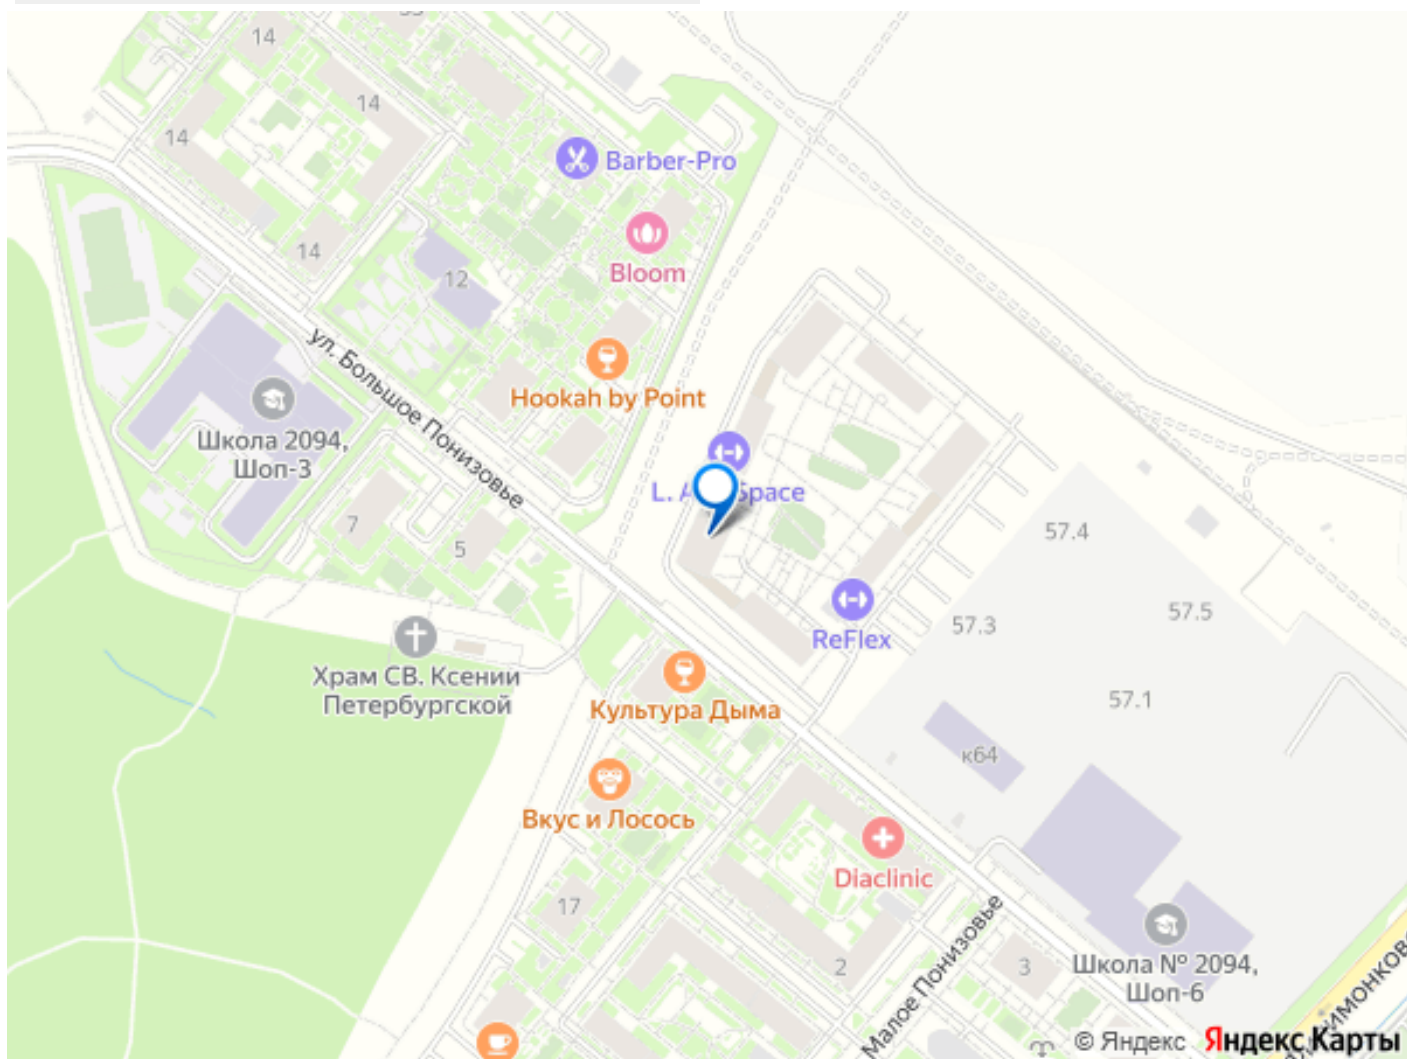 14
14
14
Barber-Pro
14
Bloom
12
ул. Большое Понизовье
Hookah by Point
Школа 2094,
Шоп-3
Space
7
5
57.4
57.5
57.3
ReFlex
Храм СВ. Ксении
Петербургской
57.1
Культура Дыма
к64
Вкус и Лосось
Diaclinic
17
Малое Понизовье
2
3
Школа № 2094,
Шоп-6
© Яндекс Яндекс Карты